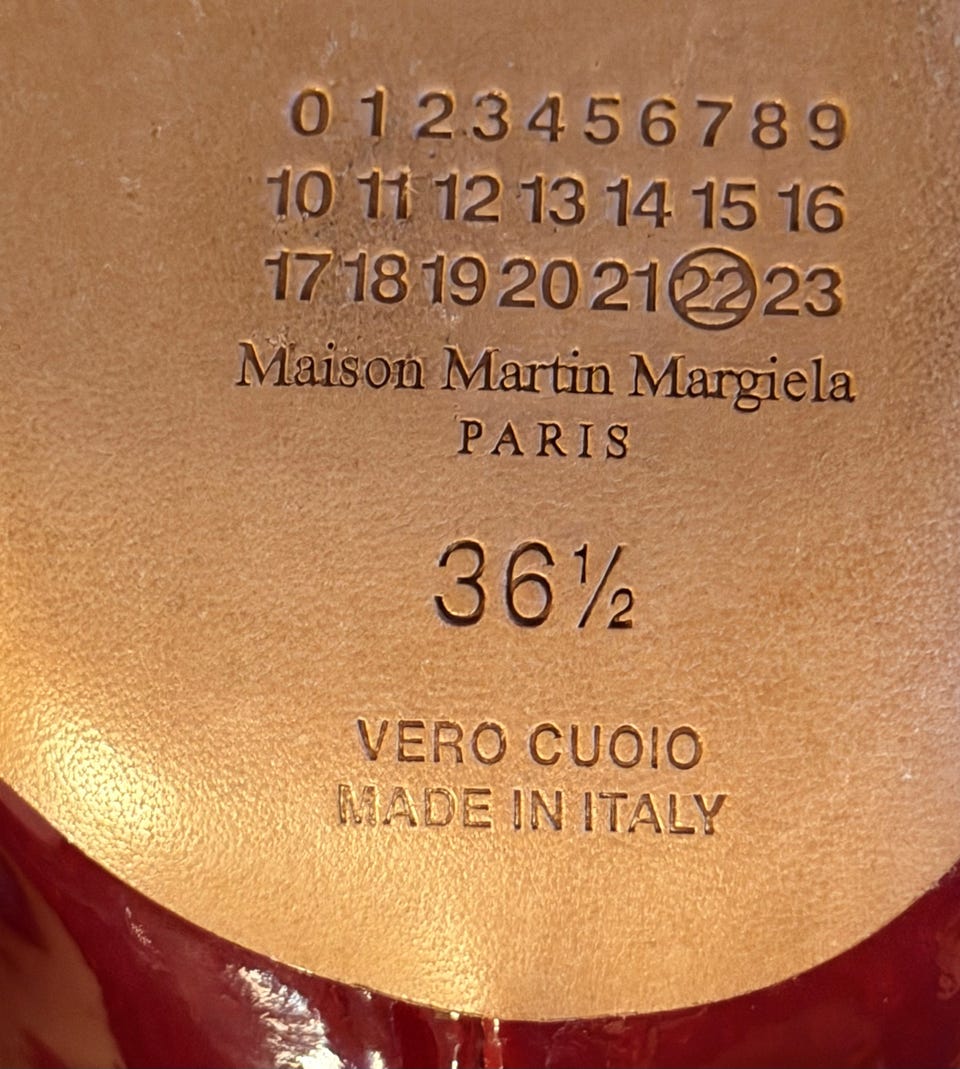 0 1 2 3 4 5 6 7 8 9
10 11 12 13 14 15 16
17 18 19 20 21 22 23
Maison Martin Margiela
PARIS
36½
VERO CUOIO
MADE IN ITALY